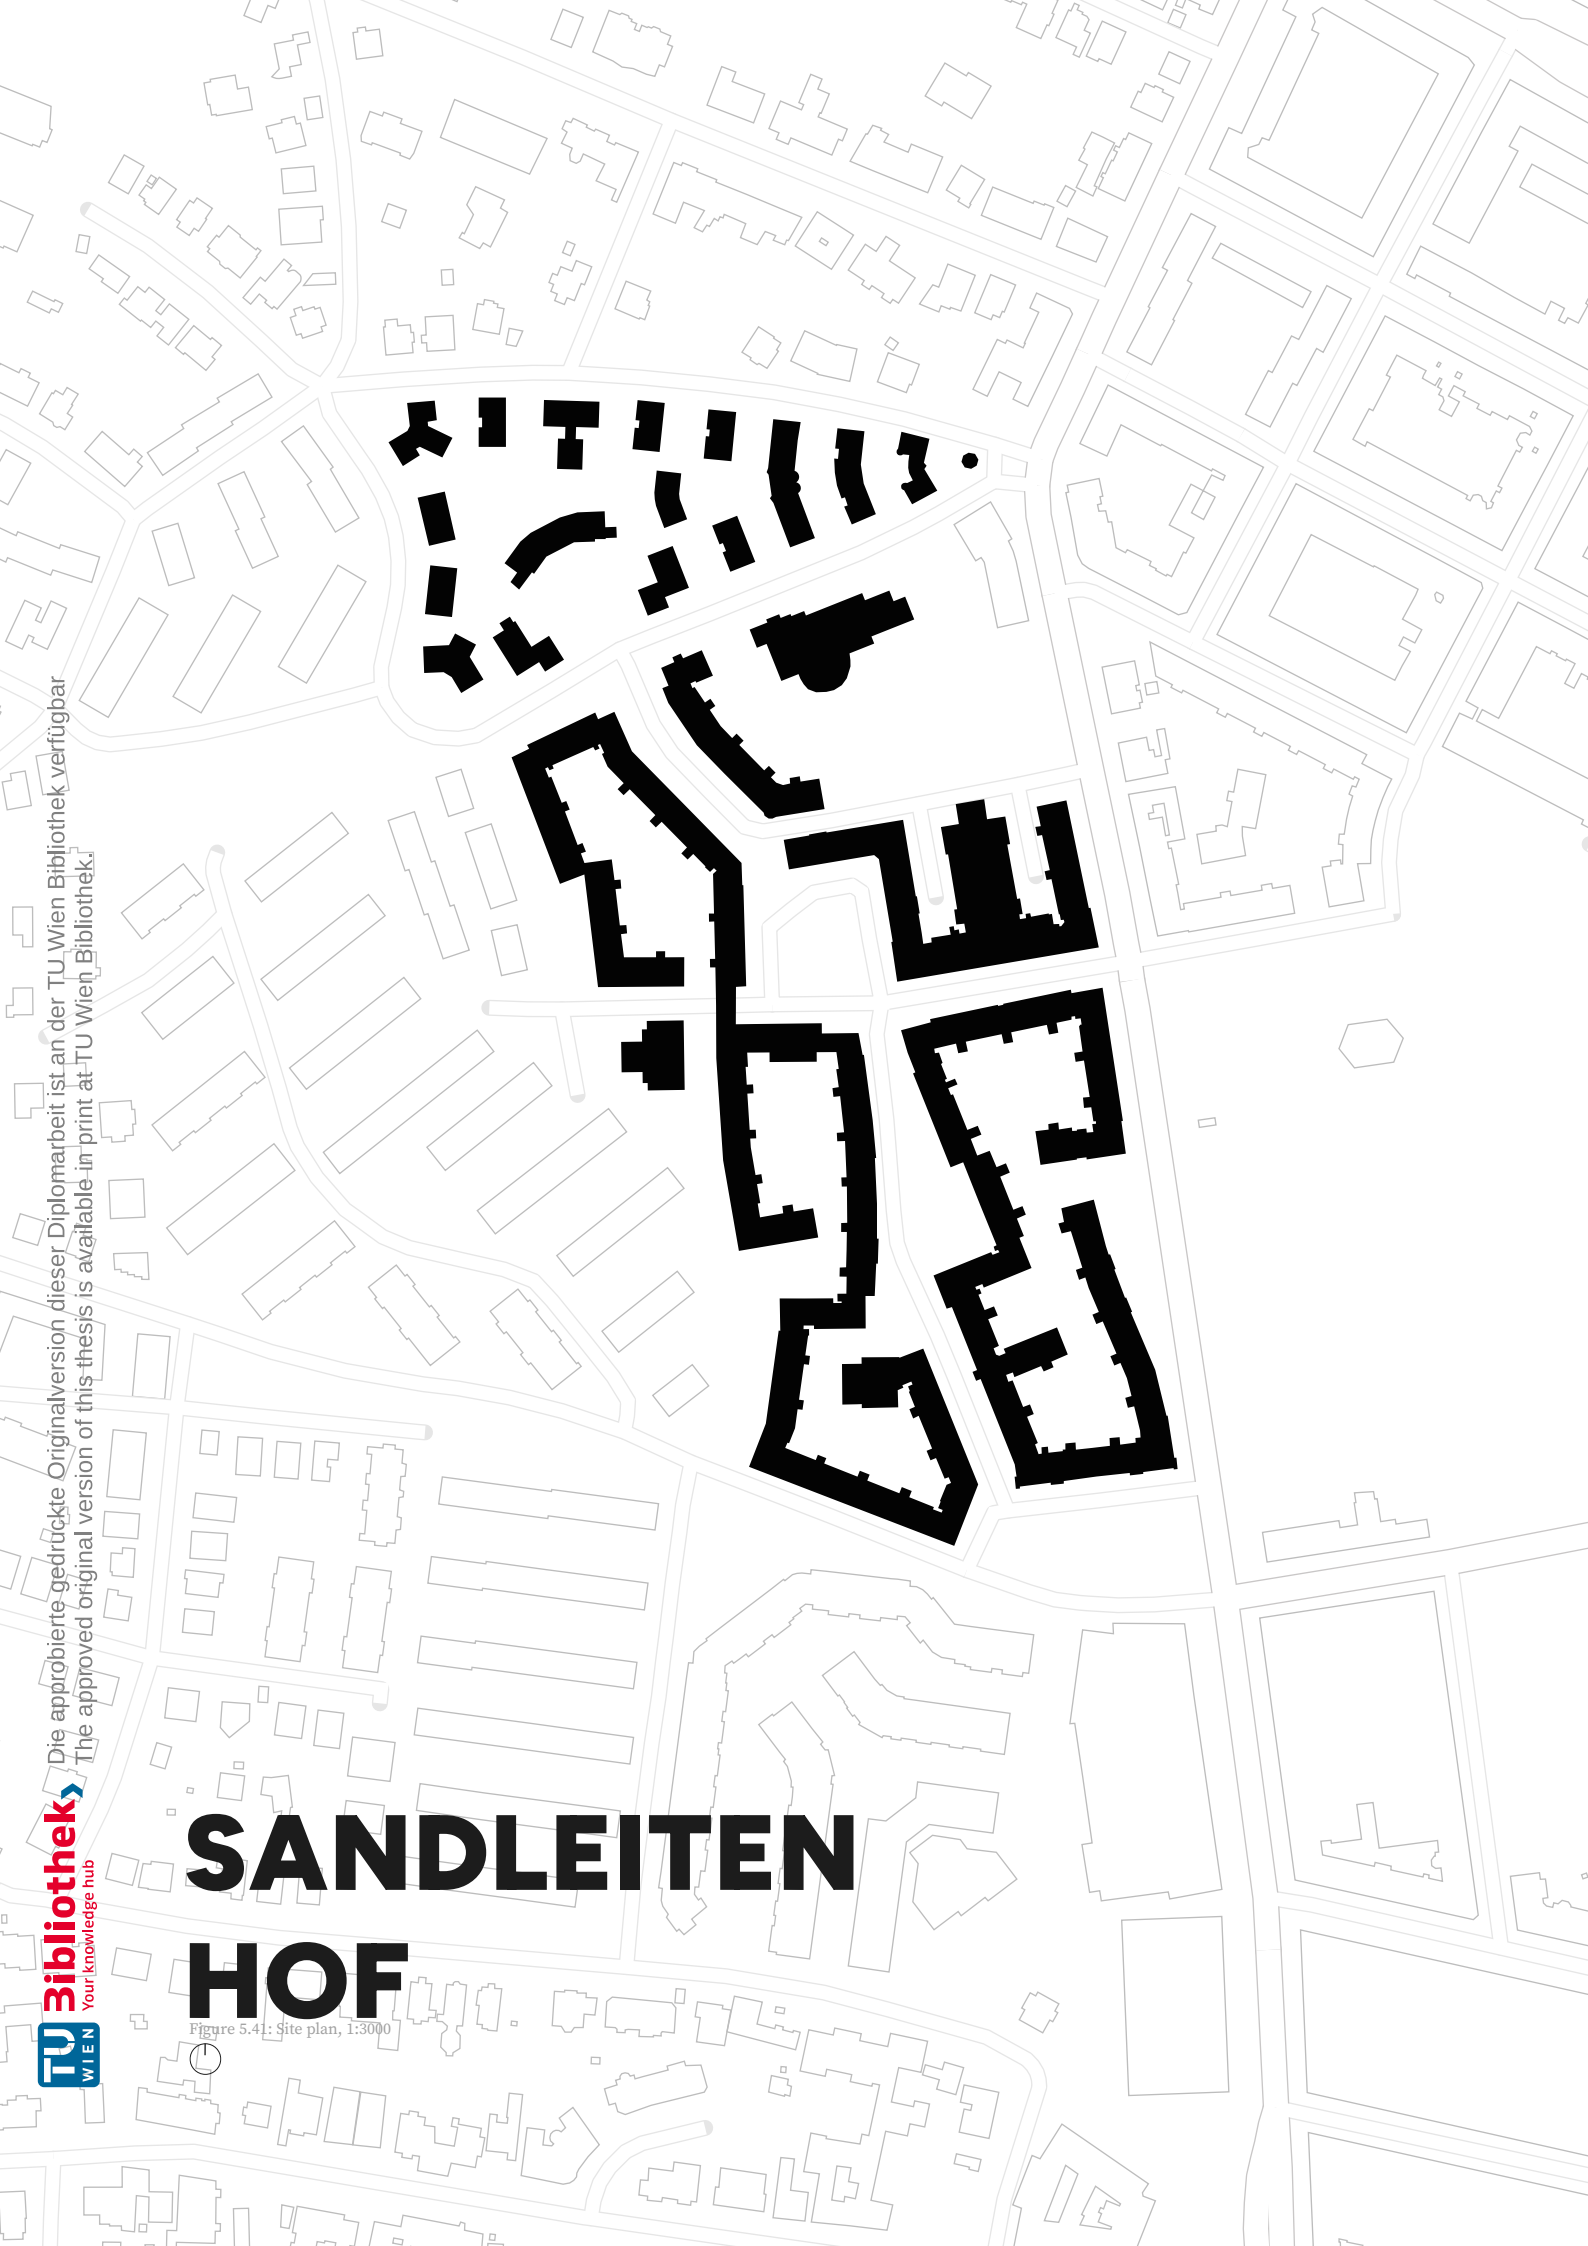 SANDLEITEN
HOF
Figure 5.41: Site plan, 1:3000
Die approbierte gedruckte Originalversion dieser Diplomarbeit ist an der TU Wien Bibliothek verfügbar
The approved original version of this thesis is available in print at TU Wien Bibliothek.
Bibliothek
Your knowledge hub
TU
WIEN